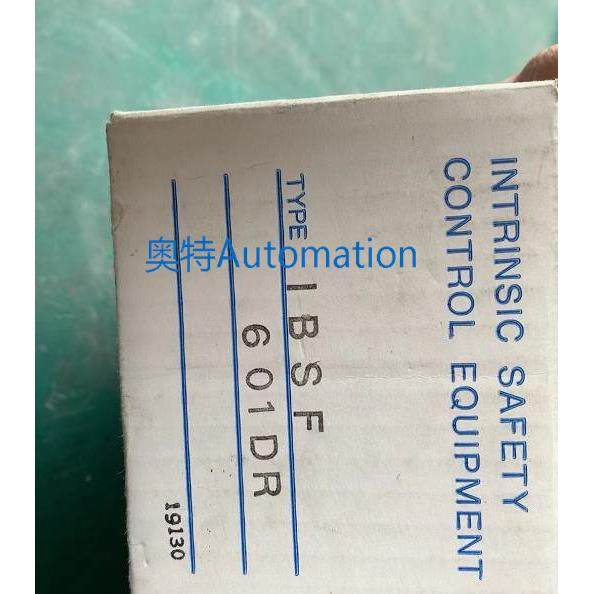 INTRINSIC SAFETY
CONTROL EQUIPMENT
TYPE IBSF
601DR
19130
奥特Automation